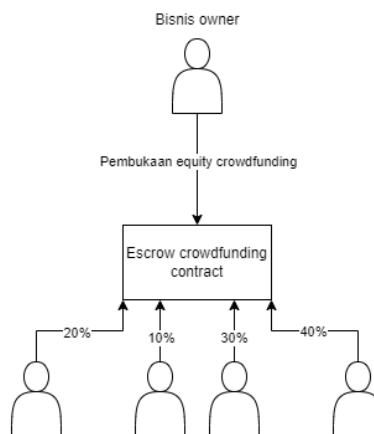 Bisnis owner
Pembukaan equity crowdfunding
Escrow crowdfunding
contract
20%
10%
30%
40%